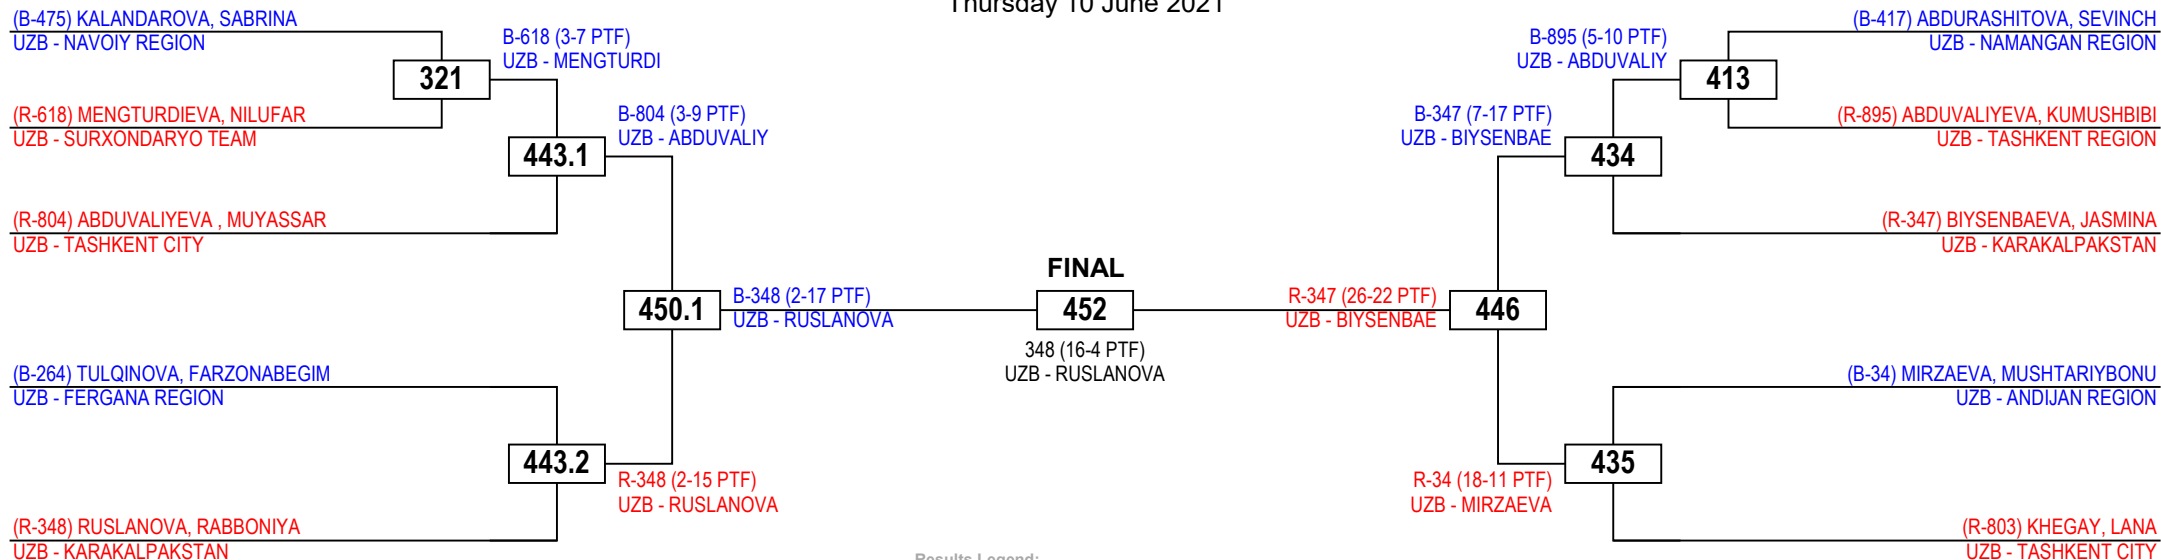 Thursday 10 June 2021
(B-475) KALANDAROVA, SABRINA
UZB - NAVOIY REGION
321
(R-618) MENGTURDIEVA, NILUFAR
UZB - SURXONDARYO TEAM
B-618 (3-7 PTF)
UZB - MENGTURDI
443.1
(R-804) ABDUVALIYEVA , MUYASSAR
UZB - TASHKENT CITY
B-804 (3-9 PTF)
UZB - ABDUVALIY
450.1
(B-264) TULQINOVA, FARZONABEGIM
UZB - FERGANA REGION
443.2
(R-348) RUSLANOVA, RABBONIYA
UZB - KARAKALPAKSTAN
R-348 (2-15 PTF)
UZB - RUSLANOVA
B-348 (2-17 PTF)
UZB - RUSLANOVA
FINAL
452
348 (16-4 PTF)
UZB - RUSLANOVA
R-347 (26-22 PTF)
UZB - BIYSENBAE
446
B-347 (7-17 PTF)
UZB - BIYSENBAE
434
B-895 (5-10 PTF)
UZB - ABDUVALIY
413
(B-417) ABDURASHITOVA, SEVINCH
UZB - NAMANGAN REGION
(R-895) ABDUVALIYEVA, KUMUSHBIBI
UZB - TASHKENT REGION
(R-347) BIYSENBAEVA, JASMINA
UZB - KARAKALPAKSTAN
(B-34) MIRZAEVA, MUSHTARIYBONU
UZB - ANDIJAN REGION
435
R-34 (18-11 PTF)
UZB - MIRZAEVA
(R-803) KHEGAY, LANA
UZB - TASHKENT CITY
Results Legend: